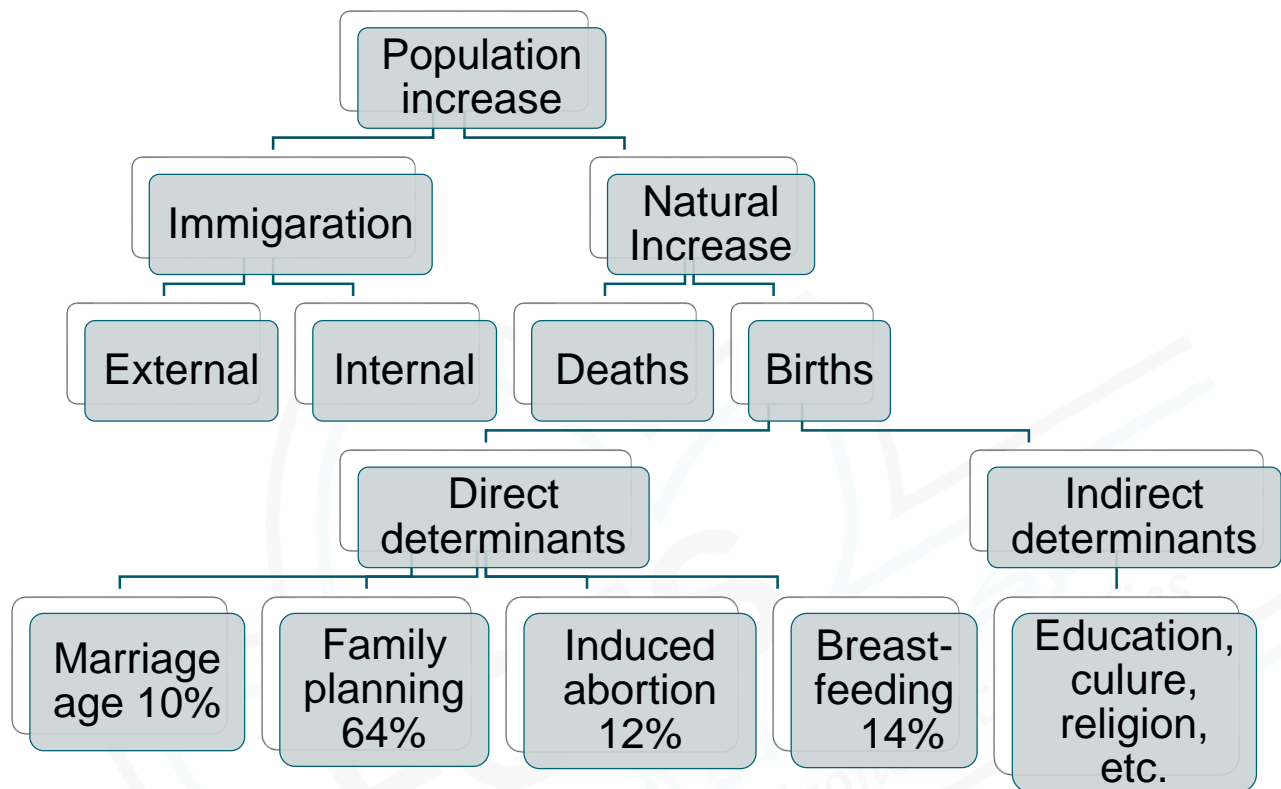 Population
increase
Immigaration
Natural
Increase
External
Internal
Deaths
Births
Direct
determinants
Indirect
determinants
Marriage
age 10%
Family
planning
64%
Induced
abortion
12%
Breast-
feeding
14%
Education,
culure,
religion,
etc.